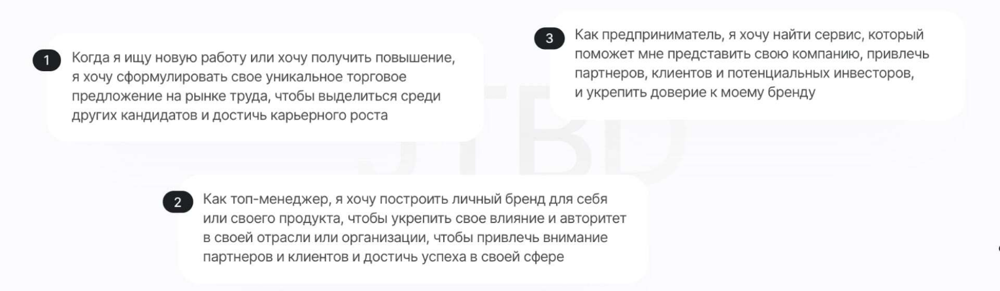 1
Когда я ищу новую работу или хочу получить повышение,
я хочу сформулировать свое уникальное торговое
предложение на рынке труда, чтобы выделиться среди
других кандидатов и достичь карьерного роста
2
Как топ-менеджер, я хочу построить личный бренд для себя
или своего продукта, чтобы укрепить свое влияние и авторитет
в своей отрасли или организации, чтобы привлечь внимание
партнеров и клиентов и достичь успеха в своей сфере
3
Как предприниматель, я хочу найти сервис, который
поможет мне представить свою компанию, привлечь
партнеров, клиентов и потенциальных инвесторов,
и укрепить доверие к моему бренду
JTBD